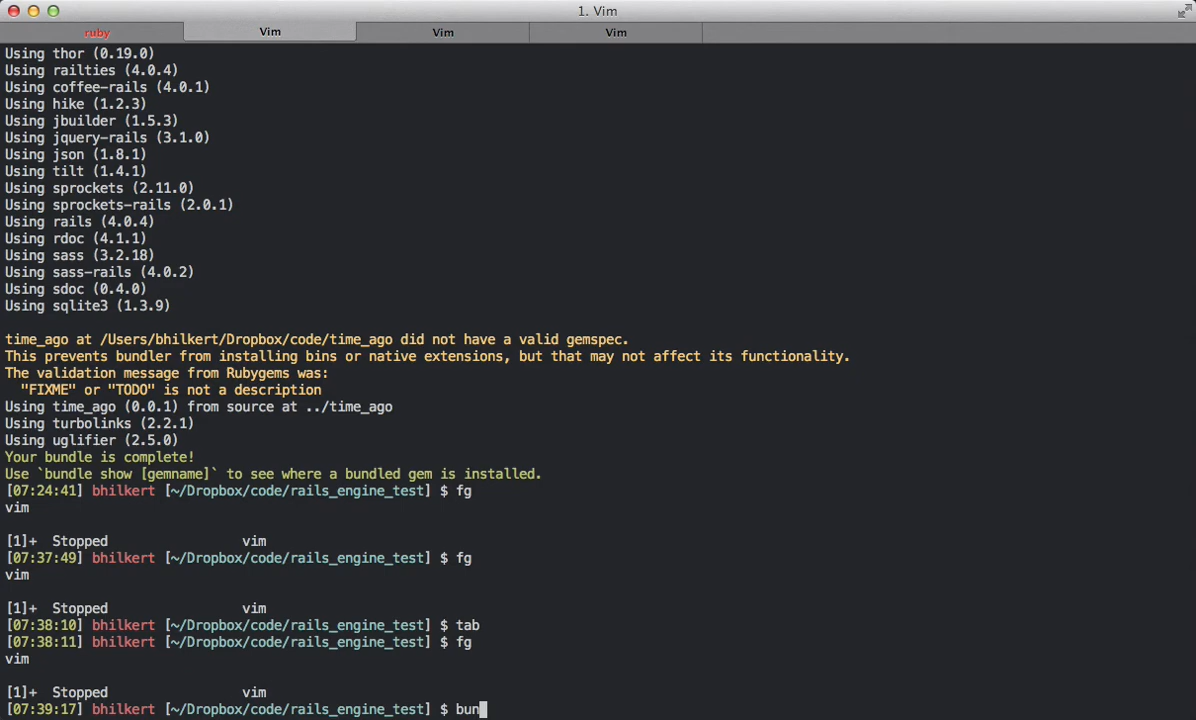 1. Vim
ruby Vim Vim Vim
Using thor (0.19.0)
Using railties (4.0.4)
Using coffee-rails (4.0.1)
Using hike (1.2.3)
Using jbuilder (1.5.3)
Using jquery-rails (3.1.0)
Using json (1.8.1)
Using tilt (1.4.1)
Using sprockets (2.11.0)
Using sprockets-rails (2.0.1)
Using rails (4.0.4)
Using rdoc (4.1.1)
Using sass (3.2.18)
Using sass-rails (4.0.2)
Using sdoc (0.4.0)
Using sqlite3 (1.3.9)
time_ago at /Users/bhilkert/Dropbox/code/time_ago did not have a valid gemspec.
This prevents bundler from installing bins or native extensions, but that may not affect its functionality.
The validation message from Rubygems was:
  "FIXME" or "TODO" is not a description
Using time_ago (0.0.1) from source at ../time_ago
Using turbolinks (2.2.1)
Using uglifier (2.5.0)
Your bundle is complete!
Use `bundle show [gemname]` to see where a bundled gem is installed.
[07:24:41] bhilkert [~/Dropbox/code/rails_engine_test] $ fg
vim
[1]+  Stopped                 vim
[07:37:49] bhilkert [~/Dropbox/code/rails_engine_test] $ fg
vim
[1]+  Stopped                 vim
[07:38:10] bhilkert [~/Dropbox/code/rails_engine_test] $ tab
[07:38:11] bhilkert [~/Dropbox/code/rails_engine_test] $ fg
vim
[1]+  Stopped                 vim
[07:39:17] bhilkert [~/Dropbox/code/rails_engine_test] $ bun